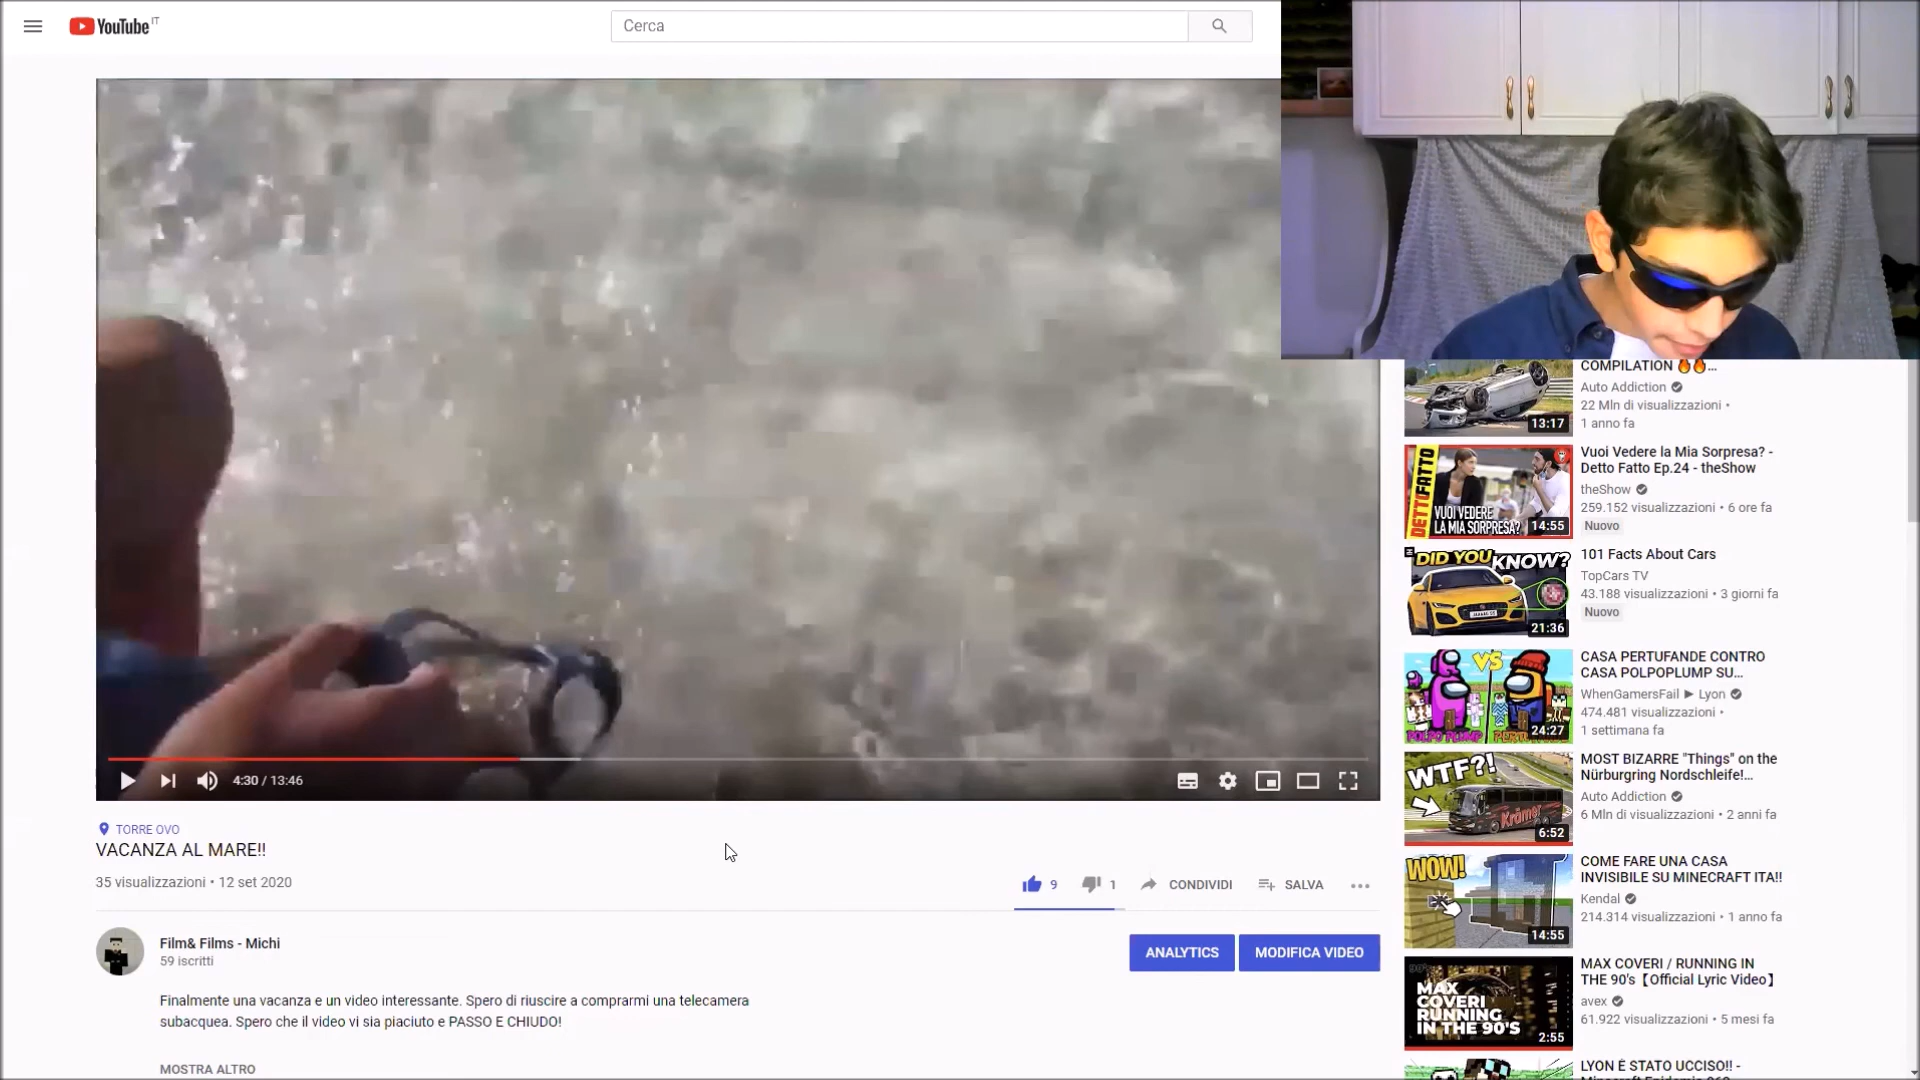 YouTube IT
Cerca
4:30 / 13:46
TORRE OVO
VACANZA AL MARE!!
35 visualizzazioni • 12 set 2020
9
1
CONDIVIDI
SALVA
Film& Films - Michi
59 iscritti
ANALYTICS
MODIFICA VIDEO
Finalmente una vacanza e un video interessante. Spero di riuscire a comprarmi una telecamera
subacquea. Spero che il video vi sia piaciuto e PASSO E CHIUDO!
MOSTRA ALTRO
COMPILATION 🔥🔥...
Auto Addiction
22 Mln di visualizzazioni •
1 anno fa
13:17
DETTO FATTO
VUOI VEDERE
LA MIA SORPRESA?
14:55
Vuoi Vedere la Mia Sorpresa? -
Detto Fatto Ep.24 - theShow
theShow
259.152 visualizzazioni • 6 ore fa
Nuovo
DID YOU KNOW?
21:36
101 Facts About Cars
TopCars TV
43.188 visualizzazioni • 3 giorni fa
Nuovo
VS
POLPO PLUMP
24:27
CASA PERTUFANDE CONTRO
CASA POLPOPLUMP SU...
WhenGamersFail ► Lyon
474.481 visualizzazioni •
1 settimana fa
WTF?!
Krämer
6:52
MOST BIZARRE "Things" on the
Nürburgring Nordschleife!...
Auto Addiction
6 Mln di visualizzazioni • 2 anni fa
WOW!
14:55
COME FARE UNA CASA
INVISIBILE SU MINECRAFT ITA!!
Kendal
214.314 visualizzazioni • 1 anno fa
MAX
COVERI
RUNNING
IN THE 90'S
2:55
MAX COVERI / RUNNING IN
THE 90's【Official Lyric Video】
avex
61.922 visualizzazioni • 5 mesi fa
LYON È STATO UCCISO!! -